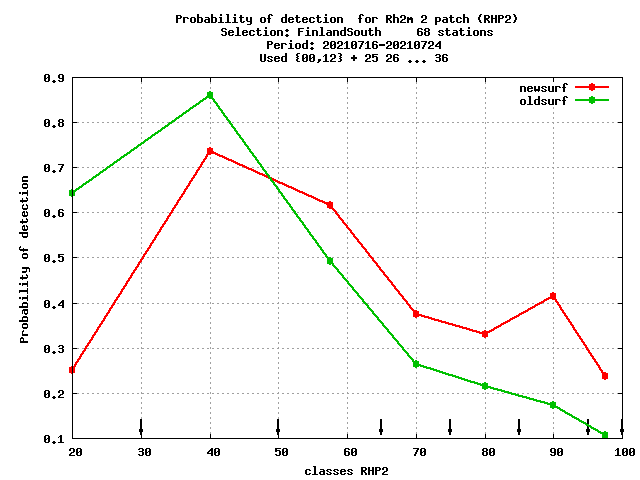 Probability of detection  for Rh2m 2 patch (RHP2)
Selection: FinlandSouth     68 stations
Period: 20210716-20210724
Used {00,12} + 25 26 ... 36
newsurf
oldsurf
Probability of detection
0.9
0.8
0.7
0.6
0.5
0.4
0.3
0.2
0.1
20 30 40 50 60 70 80 90 100
classes RHP2